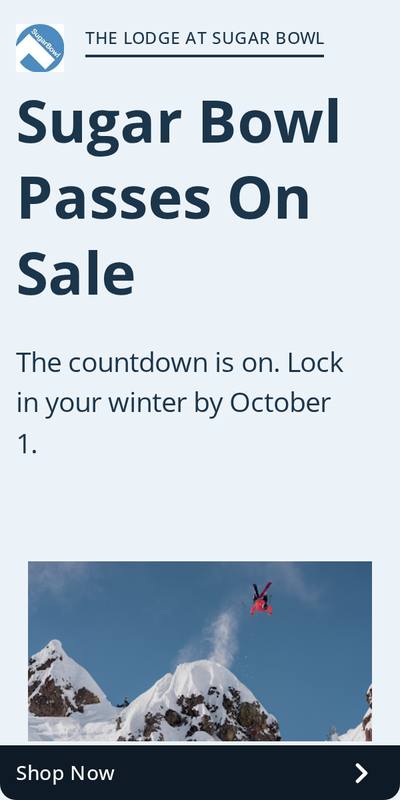 SugarBowl
THE LODGE AT SUGAR BOWL
Sugar Bowl
Passes On
Sale
The countdown is on. Lock
in your winter by October
1.
Shop Now